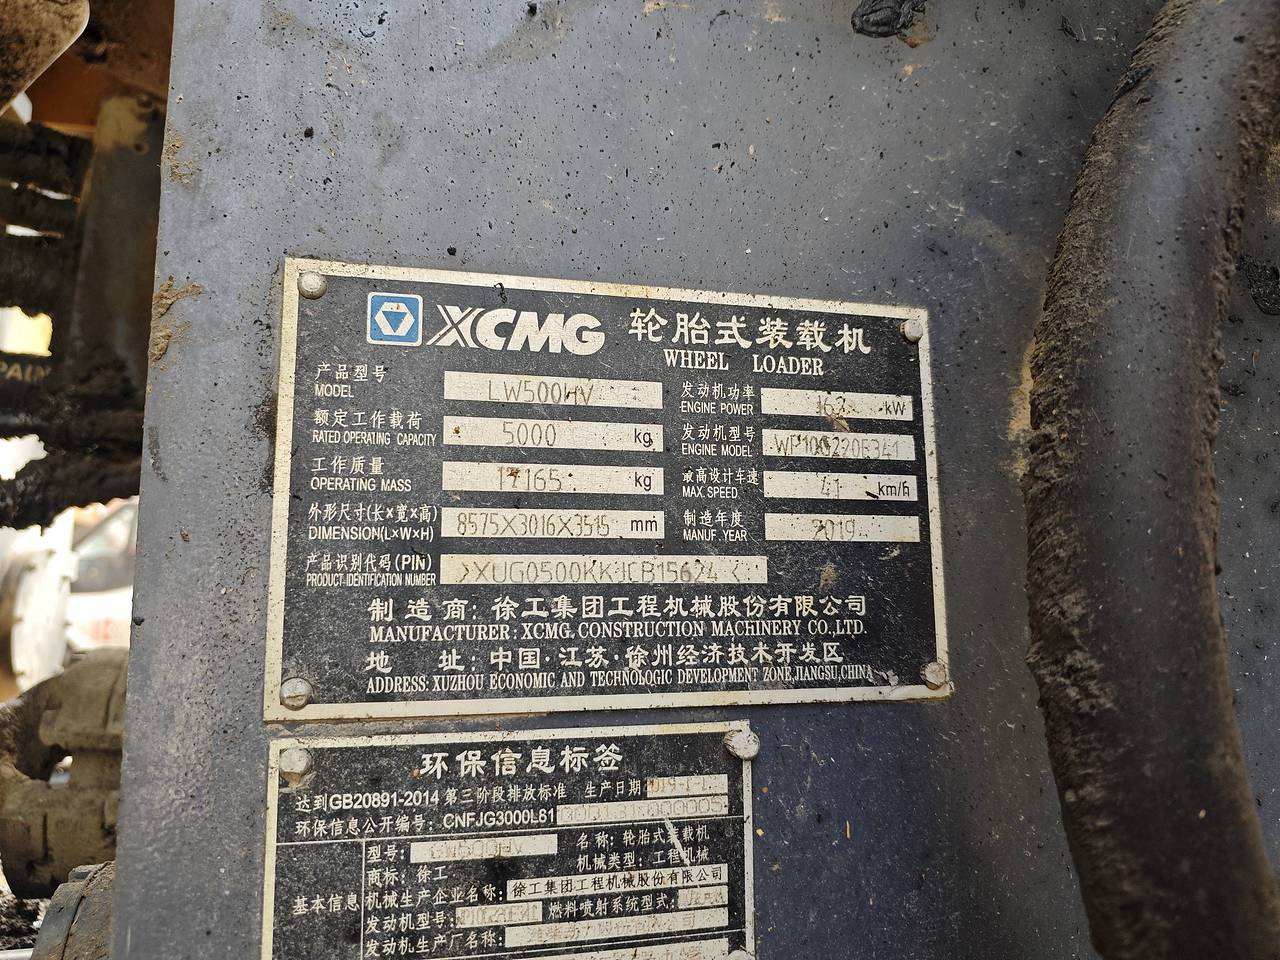 XCMG 轮胎式装载机
WHEEL LOADER
产品型号 MODEL LW500HV
发动机功率 ENGINE POWER 162 kW
额定工作载荷 RATED OPERATING CAPACITY 5000 kg
发动机型号 ENGINE MODEL WP10G220E341
工作质量 OPERATING MASS 17165 kg
最高设计车速 MAX. SPEED 41 km/h
外形尺寸(长×宽×高) DIMENSION(L×W×H) 8575X3016X3515 mm
制造年度 MANUF. YEAR 2019
产品识别代码(PIN) PRODUCT IDENTIFICATION NUMBER
制造商: 徐工集团工程机械股份有限公司
MANUFACTURER: XCMG CONSTRUCTION MACHINERY CO.,LTD.
地 址: 中国·江苏·徐州经济技术开发区
ADDRESS: XUZHOU ECONOMIC AND TECHNOLOGIC DEVELOPMENT ZONE,JIANGSU,CHINA
环保信息标签
达到GB20891-2014 第三阶段排放标准 生产日期
环保信息公开编号: CNFJG3000L81
型号: LW500HV 名称: 轮胎式装载机
商标: 徐工 机械类型: 工程机械
基本信息 机械生产企业名称: 徐工集团工程机械股份有限公司
发动机型号: 燃料喷射系统型式:
发动机生产厂名称: